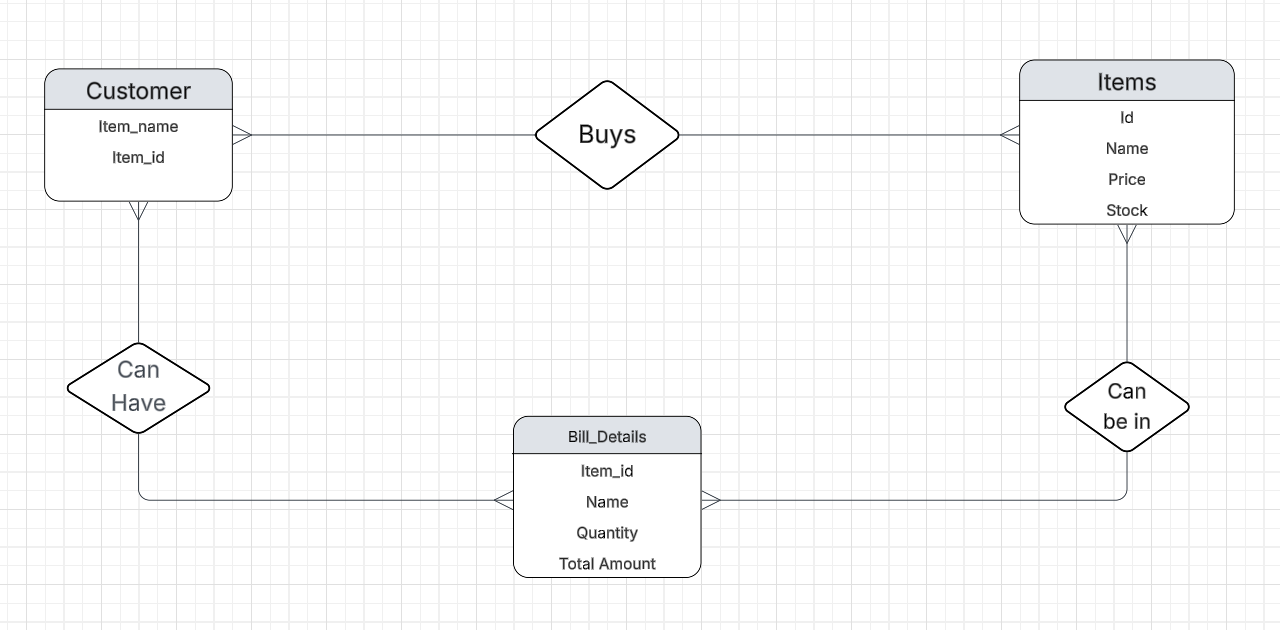 Customer
Item_name
Item_id
Buys
Items
Id
Name
Price
Stock
Can
Have
Can
be in
Bill_Details
Item_id
Name
Quantity
Total Amount